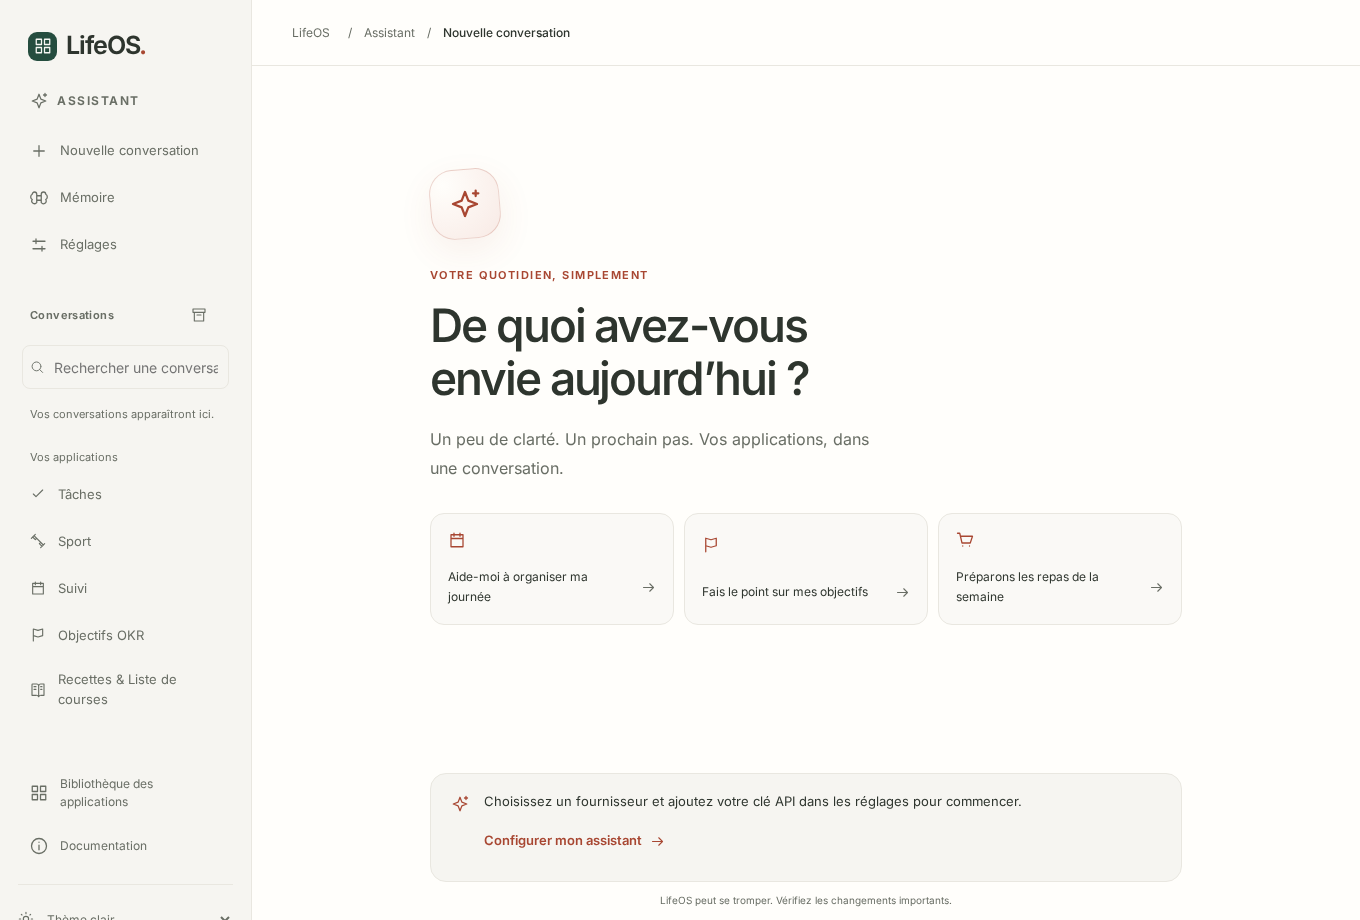 LifeOS.
ASSISTANT
Nouvelle conversation
Mémoire
Réglages
Conversations
Rechercher une conversa
Vos conversations apparaîtront ici.
Vos applications
Tâches
Sport
Suivi
Objectifs OKR
Recettes & Liste de
courses
Bibliothèque des
applications
Documentation
Thème clair
LifeOS / Assistant / Nouvelle conversation
VOTRE QUOTIDIEN, SIMPLEMENT
De quoi avez-vous
envie aujourd’hui ?
Un peu de clarté. Un prochain pas. Vos applications, dans
une conversation.
Aide-moi à organiser ma
journée
Fais le point sur mes objectifs
Préparons les repas de la
semaine
Choisissez un fournisseur et ajoutez votre clé API dans les réglages pour commencer.
Configurer mon assistant
LifeOS peut se tromper. Vérifiez les changements importants.